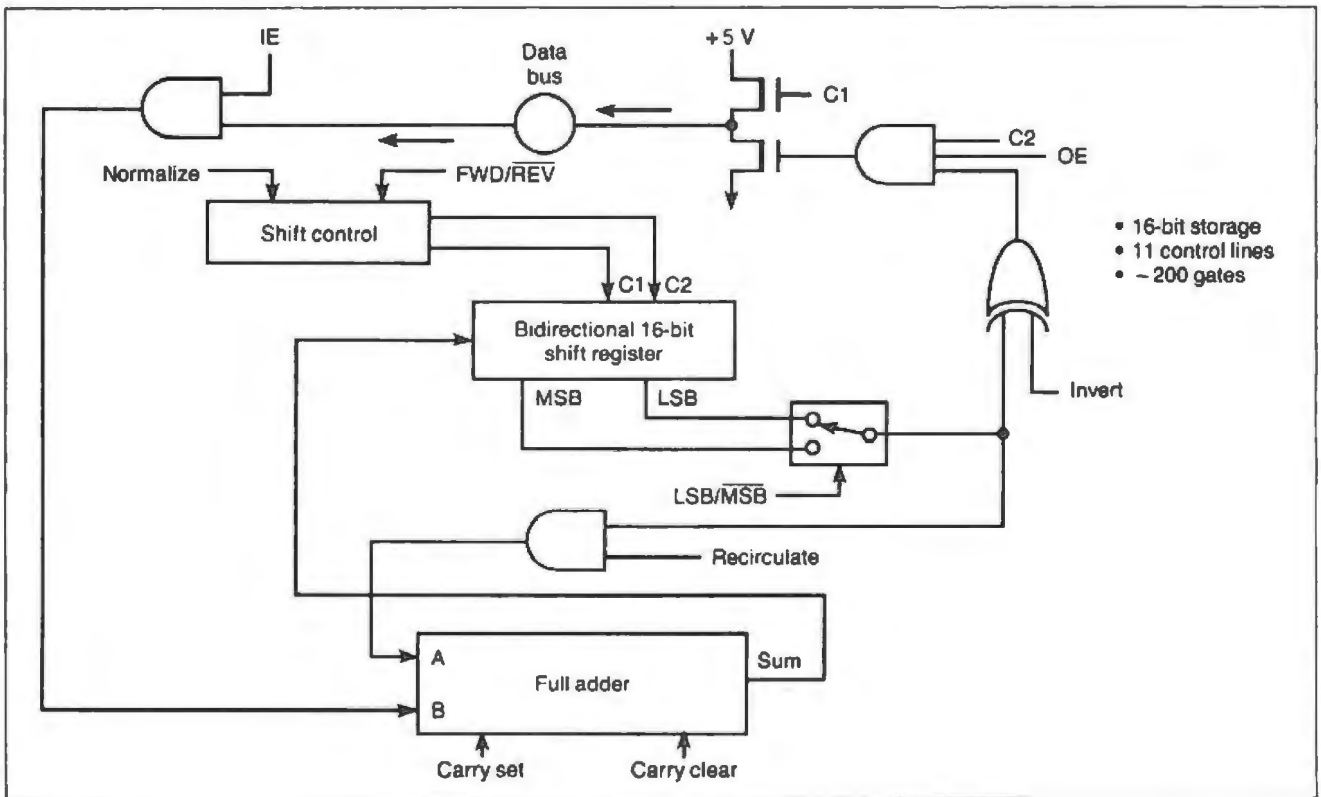 IE
Data
bus
+5 V
C1
C2
OE
Normalize
FWD/R̅E̅V̅
Shift control
• 16-bit storage
• 11 control lines
• ~ 200 gates
C1 C2
Bidirectional 16-bit
shift register
MSB
LSB
Invert
LSB/M̅S̅B̅
Recirculate
A
Sum
Full adder
B
Carry set
Carry clear